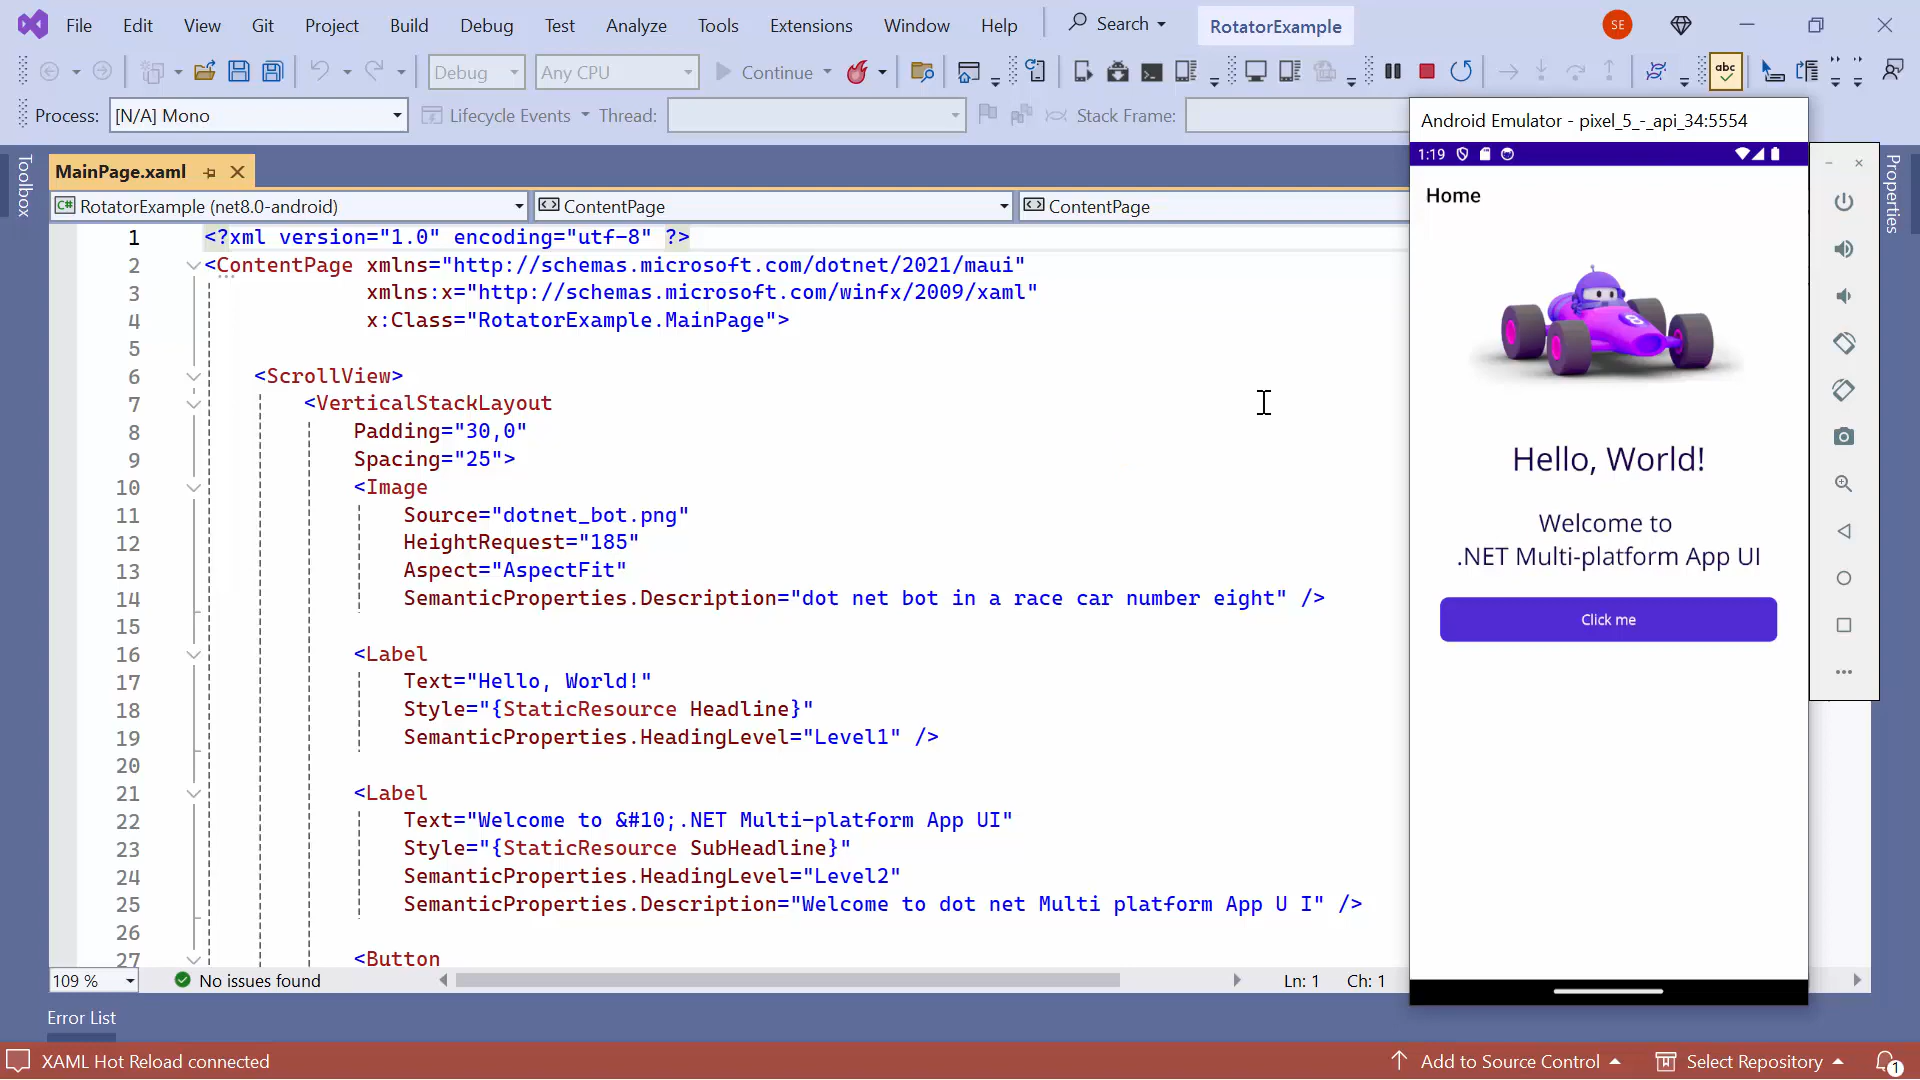 File Edit View Git Project Build Debug Test Analyze Tools Extensions Window Help Search RotatorExample SE
Debug Any CPU Continue abc
Process: [N/A] Mono Lifecycle Events Thread: Stack Frame:
Toolbox
MainPage.xaml
RotatorExample (net8.0-android) ContentPage ContentPage
1 <?xml version="1.0" encoding="utf-8" ?>
2 <ContentPage xmlns="http://schemas.microsoft.com/dotnet/2021/maui"
3 xmlns:x="http://schemas.microsoft.com/winfx/2009/xaml"
4 x:Class="RotatorExample.MainPage">
5
6 <ScrollView>
7 <VerticalStackLayout
8 Padding="30,0"
9 Spacing="25">
10 <Image
11 Source="dotnet_bot.png"
12 HeightRequest="185"
13 Aspect="AspectFit"
14 SemanticProperties.Description="dot net bot in a race car number eight" />
15
16 <Label
17 Text="Hello, World!"
18 Style="{StaticResource Headline}"
19 SemanticProperties.HeadingLevel="Level1" />
20
21 <Label
22 Text="Welcome to &#10;.NET Multi-platform App UI"
23 Style="{StaticResource SubHeadline}"
24 SemanticProperties.HeadingLevel="Level2"
25 SemanticProperties.Description="Welcome to dot net Multi platform App U I" />
26
27 <Button
109 % No issues found Ln: 1 Ch: 1
Android Emulator - pixel_5_-_api_34:5554
1:19
Home
8
Hello, World!
Welcome to
.NET Multi-platform App UI
Click me
Properties
Error List
XAML Hot Reload connected Add to Source Control Select Repository 1